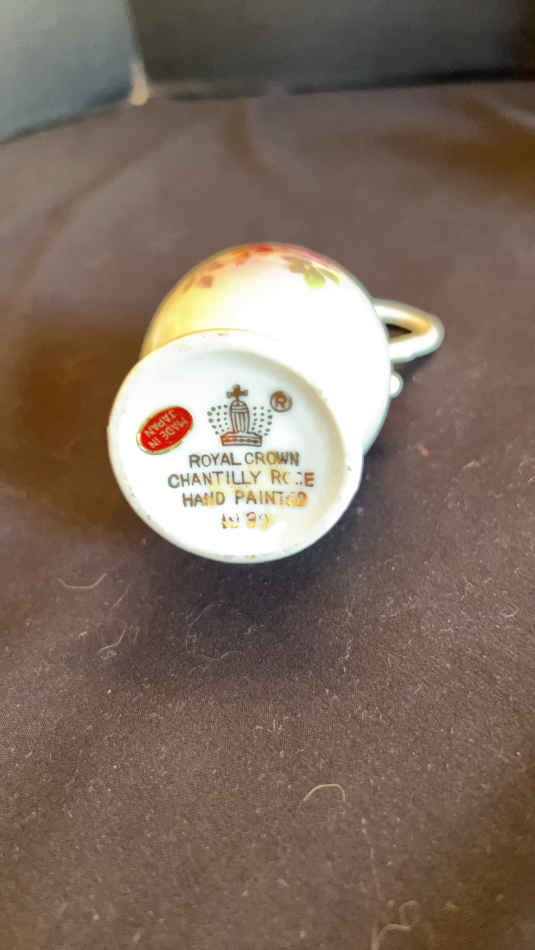 ®
MADE IN
JAPAN
ROYAL CROWN
CHANTILLY ROSE
HAND PAINTED